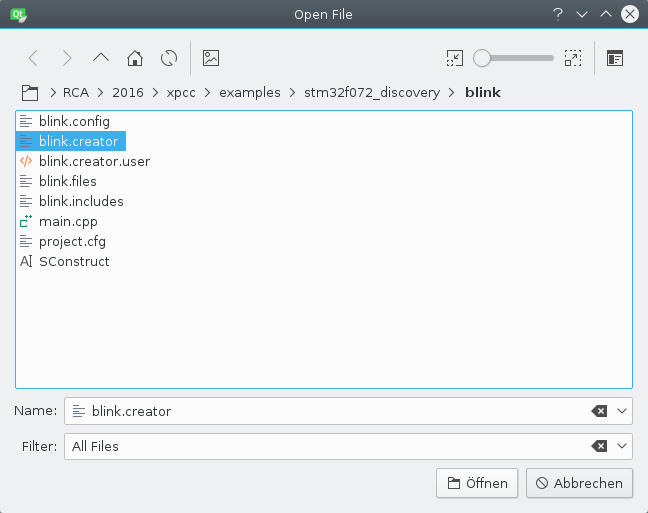 Qt Open File ?
RCA > 2016 > xpcc > examples > stm32f072_discovery > blink
blink.config
blink.creator
blink.creator.user
blink.files
blink.includes
main.cpp
project.cfg
SConstruct
Name: blink.creator
Filter: All Files
Öffnen Abbrechen